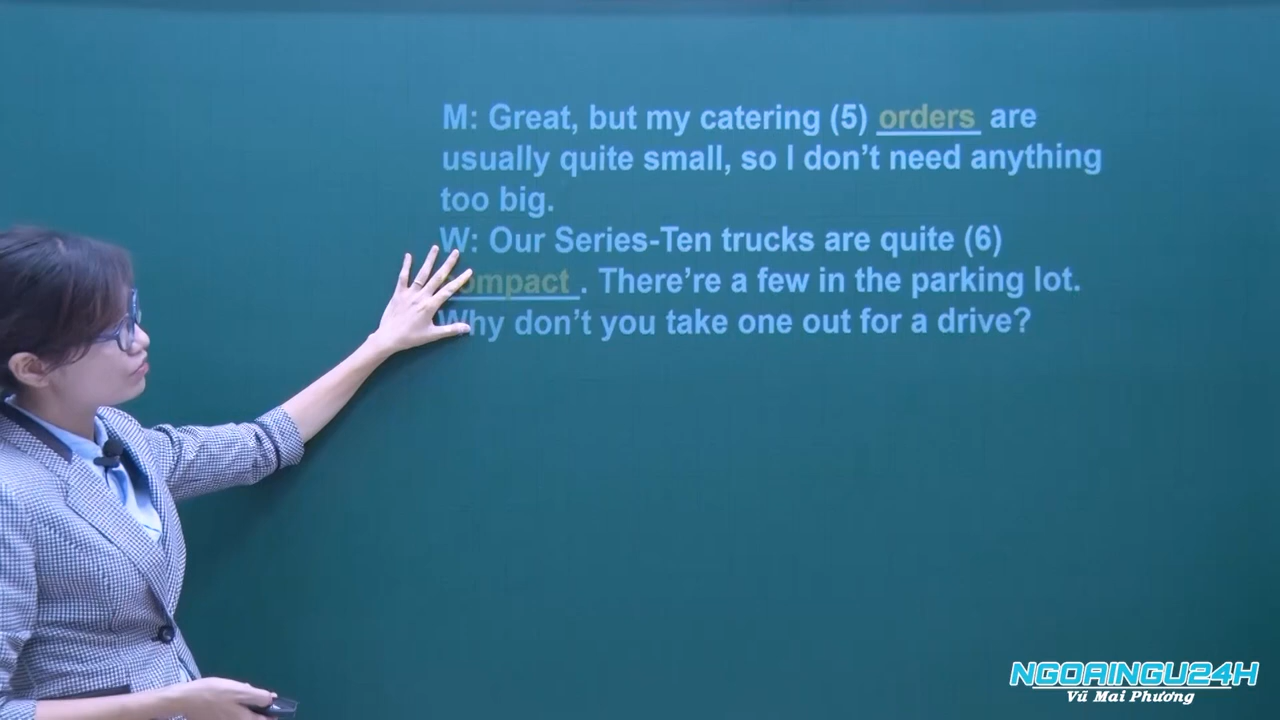 M: Great, but my catering (5) orders are
usually quite small, so I don't need anything
too big.
W: Our Series-Ten trucks are quite (6)
compact. There're a few in the parking lot.
Why don't you take one out for a drive?
NGOAINGU24H
Vũ Mai Phương